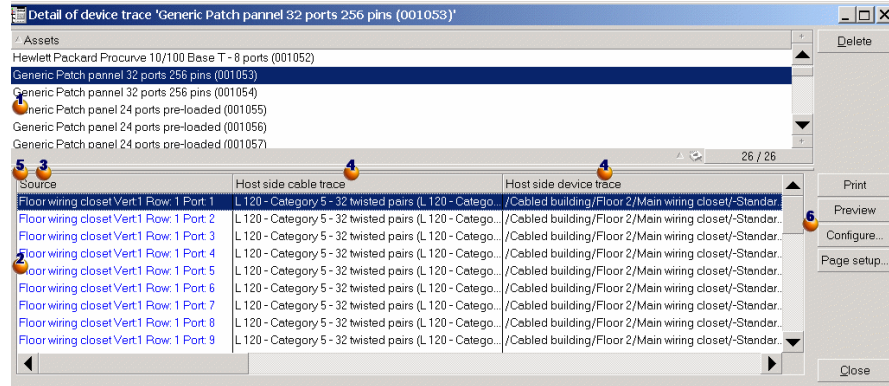 Detail of device trace 'Generic Patch pannel 32 ports 256 pins (001053)'
Assets
Delete
Hewlett Packard Procurve 10/100 Base T - 8 ports (001052)
Generic Patch pannel 32 ports 256 pins (001053)
Generic Patch pannel 32 ports 256 pins (001054)
1
Generic Patch panel 24 ports pre-loaded (001055)
Generic Patch panel 24 ports pre-loaded (001056)
Generic Patch panel 24 ports pre-loaded (001057)
26 / 26
5 3 4 4
Source Host side cable trace Host side device trace
Print
Floor wiring closet Vert:1 Row: 1 Port: 1 L 120 - Category 5 - 32 twisted pairs (L 120 - Catego... /Cabled building/Floor 2/Main wiring closet/-Standar..
Preview
Floor wiring closet Vert:1 Row: 1 Port: 2 L 120 - Category 5 - 32 twisted pairs (L 120 - Catego... /Cabled building/Floor 2/Main wiring closet/-Standar..
6
Floor wiring closet Vert:1 Row: 1 Port: 3 L 120 - Category 5 - 32 twisted pairs (L 120 - Catego... /Cabled building/Floor 2/Main wiring closet/-Standar..
Configure...
Floor wiring closet Vert:1 Row: 1 Port: 4 L 120 - Category 5 - 32 twisted pairs (L 120 - Catego... /Cabled building/Floor 2/Main wiring closet/-Standar..
Page setup...
2
Floor wiring closet Vert:1 Row: 1 Port: 5 L 120 - Category 5 - 32 twisted pairs (L 120 - Catego... /Cabled building/Floor 2/Main wiring closet/-Standar..
Floor wiring closet Vert:1 Row: 1 Port: 6 L 120 - Category 5 - 32 twisted pairs (L 120 - Catego... /Cabled building/Floor 2/Main wiring closet/-Standar..
Floor wiring closet Vert:1 Row: 1 Port: 7 L 120 - Category 5 - 32 twisted pairs (L 120 - Catego... /Cabled building/Floor 2/Main wiring closet/-Standar..
Floor wiring closet Vert:1 Row: 1 Port: 8 L 120 - Category 5 - 32 twisted pairs (L 120 - Catego... /Cabled building/Floor 2/Main wiring closet/-Standar..
Floor wiring closet Vert:1 Row: 1 Port: 9 L 120 - Category 5 - 32 twisted pairs (L 120 - Catego... /Cabled building/Floor 2/Main wiring closet/-Standar..
Close